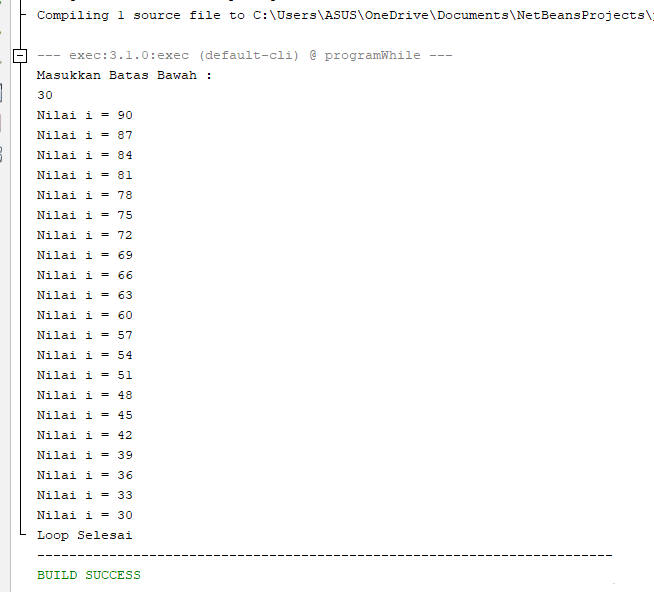 Compiling 1 source file to C:\Users\ASUS\OneDrive\Documents\NetBeansProjects\
--- exec:3.1.0:exec (default-cli) @ programWhile ---
Masukkan Batas Bawah :
30
Nilai i = 90
Nilai i = 87
Nilai i = 84
Nilai i = 81
Nilai i = 78
Nilai i = 75
Nilai i = 72
Nilai i = 69
Nilai i = 66
Nilai i = 63
Nilai i = 60
Nilai i = 57
Nilai i = 54
Nilai i = 51
Nilai i = 48
Nilai i = 45
Nilai i = 42
Nilai i = 39
Nilai i = 36
Nilai i = 33
Nilai i = 30
Loop Selesai
------------------------------------------------------------------------
BUILD SUCCESS